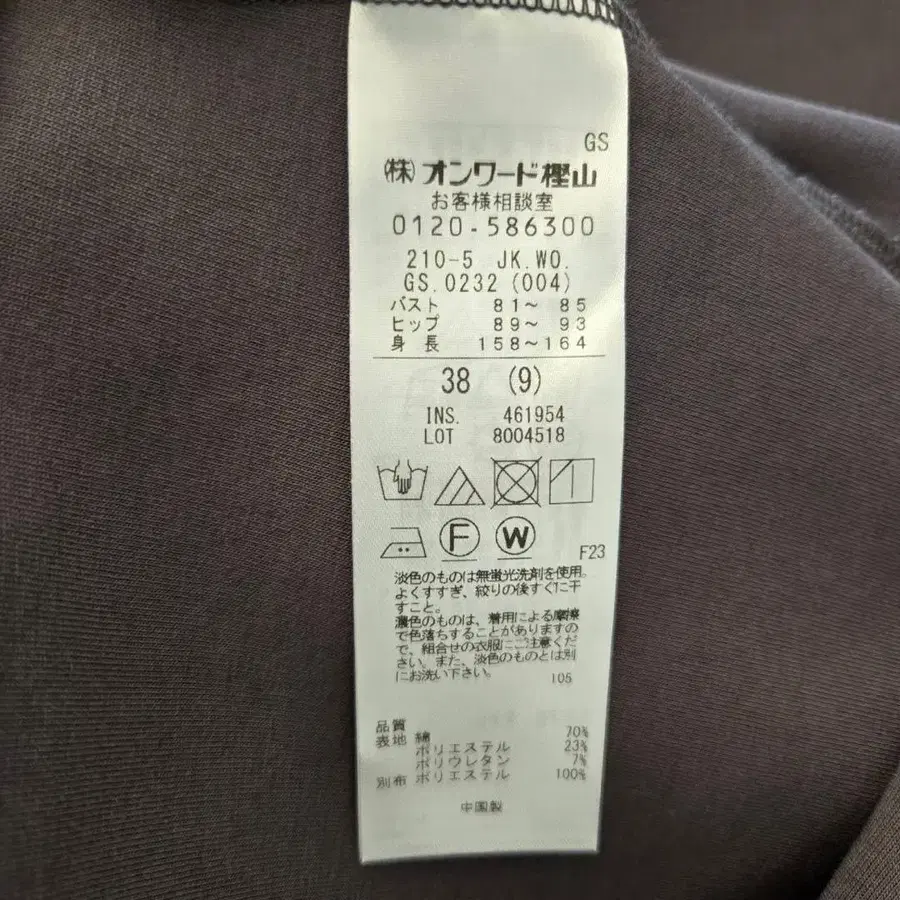 GS
㈱オンワード樫山
お客様相談室
0120-586300
210-5 JK.WO.
GS.0232 (004)
バスト 81～ 85
ヒップ 89～ 93
身 長 158～164
38 (9)
INS. 461954
LOT 8004518
F W
F23
淡色のものは無蛍光洗剤を使用。
よくすすぎ、絞りの後すぐに干
すこと。
濃色のものは、着用による摩擦
で色落ちすることがありますの
で、組合せの衣服にご注意くだ
さい。また、淡色のものとは別
にお洗い下さい。
105
品質
表地 綿 70%
ポリエステル 23%
ポリウレタン 7%
別布 ポリエステル 100%
中国製